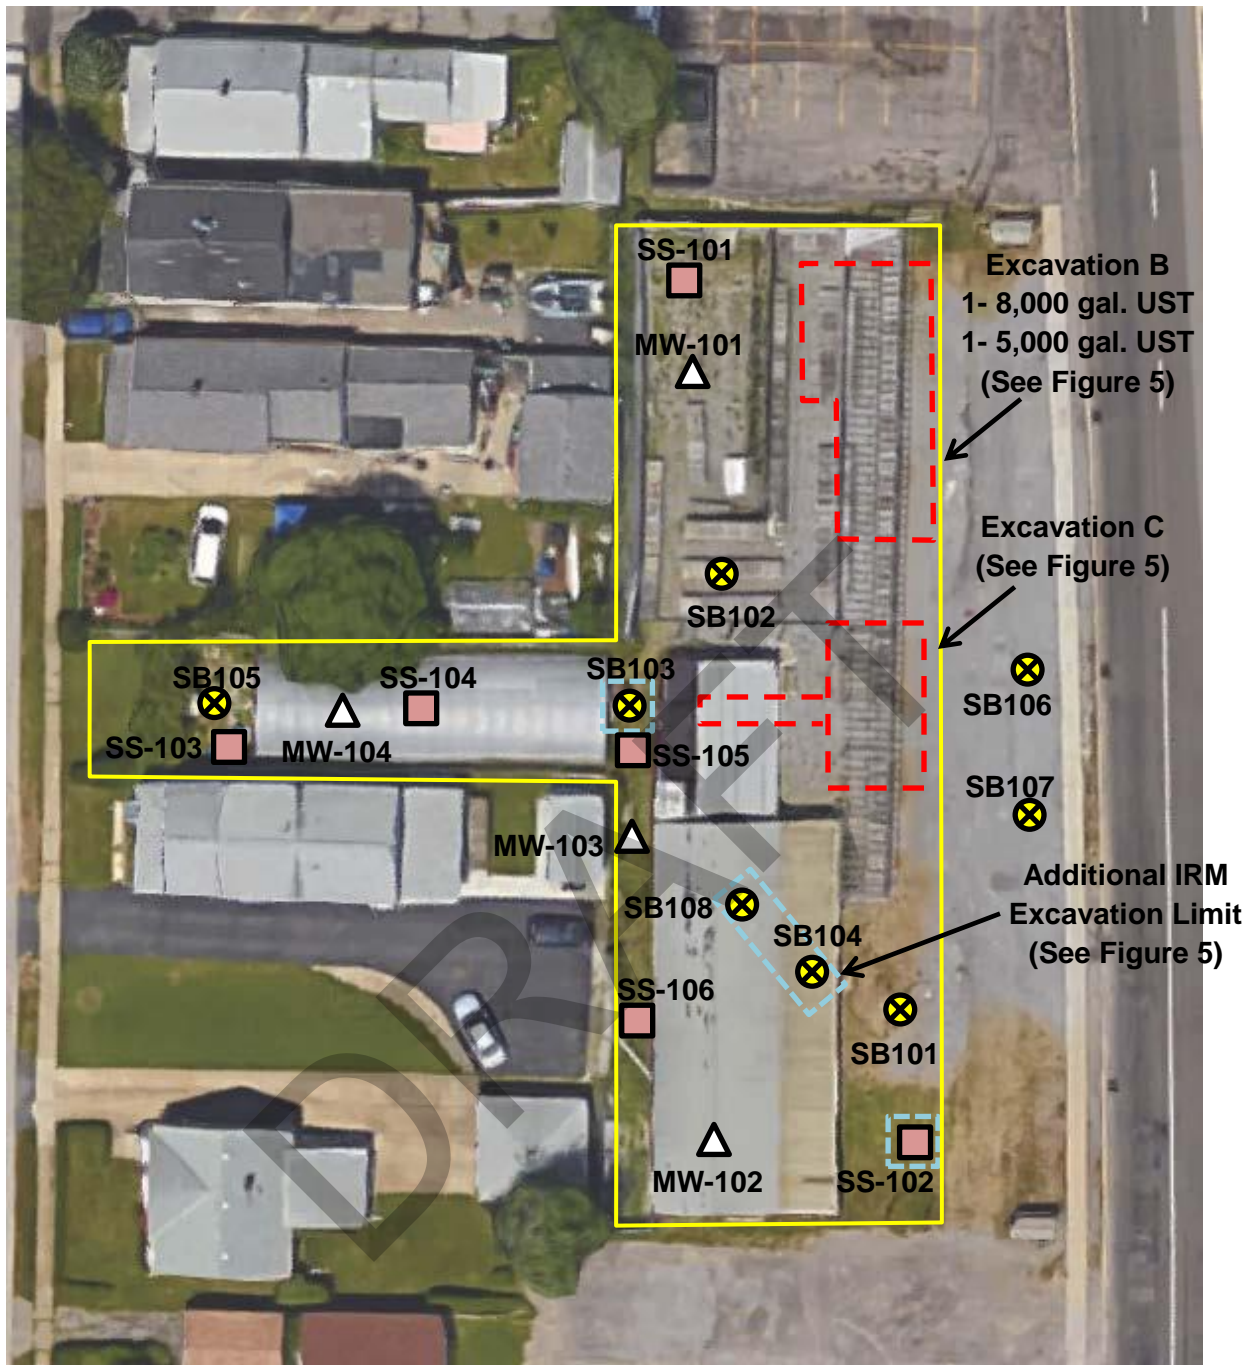 SS-101
MW-101
Excavation B
1- 8,000 gal. UST
1- 5,000 gal. UST
(See Figure 5)
Excavation C
(See Figure 5)
SB102
SB105
SS-104
SB103
SB106
SS-103
MW-104
SS-105
SB107
MW-103
Additional IRM
Excavation Limit
(See Figure 5)
SB108
SB104
SS-106
SB101
MW-102
SS-102
DRAFT